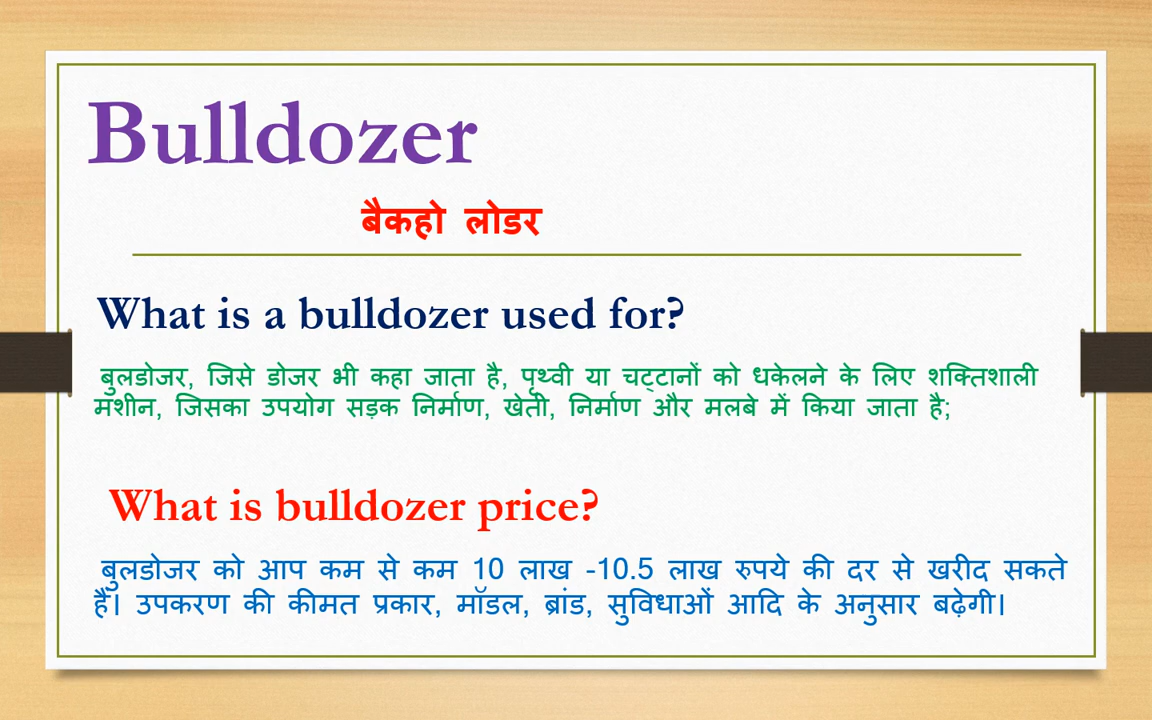 Bulldozer
बैकहो लोडर
What is a bulldozer used for?
बुलडोजर, जिसे डोजर भी कहा जाता है, पृथ्वी या चट्टानों को धकेलने के लिए शक्तिशाली
मशीन, जिसका उपयोग सड़क निर्माण, खेती, निर्माण और मलबे में किया जाता है;
What is bulldozer price?
बुलडोजर को आप कम से कम 10 लाख -10.5 लाख रुपये की दर से खरीद सकते
हैं। उपकरण की कीमत प्रकार, मॉडल, ब्रांड, सुविधाओं आदि के अनुसार बढ़ेगी।